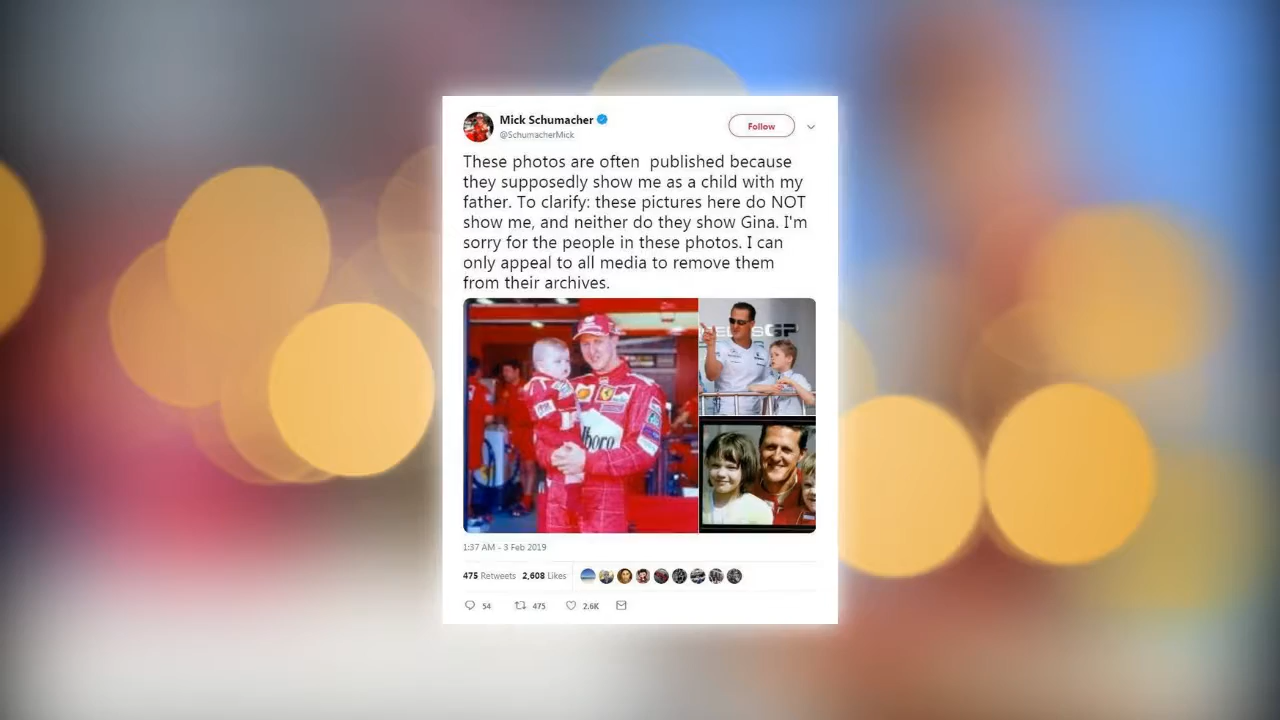 Mick Schumacher
@SchumacherMick
Follow
These photos are often  published because
they supposedly show me as a child with my
father. To clarify: these pictures here do NOT
show me, and neither do they show Gina. I'm
sorry for the people in these photos. I can
only appeal to all media to remove them
from their archives.
1:37 AM - 3 Feb 2019
475 Retweets 2,608 Likes
54 475 2.6K